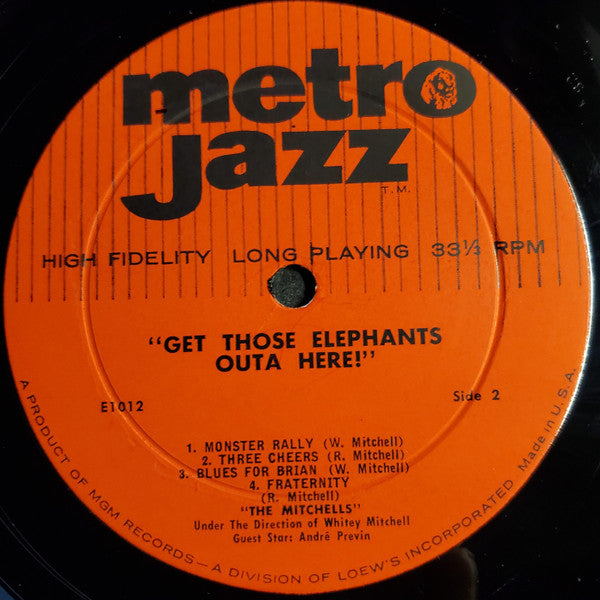 metro
jazz
T.M.
HIGH FIDELITY LONG PLAYING 33⅓ RPM
"GET THOSE ELEPHANTS
OUTA HERE!"
E1012
Side 2
1. MONSTER RALLY (W. Mitchell)
2. THREE CHEERS (R. Mitchell)
3. BLUES FOR BRIAN (W. Mitchell)
4. FRATERNITY
(R. Mitchell)
"THE MITCHELLS"
Under The Direction of Whitey Mitchell
Guest Star: André Previn
A PRODUCT OF MGM RECORDS—A DIVISION OF LOEW'S INCORPORATED Made in U.S.A.